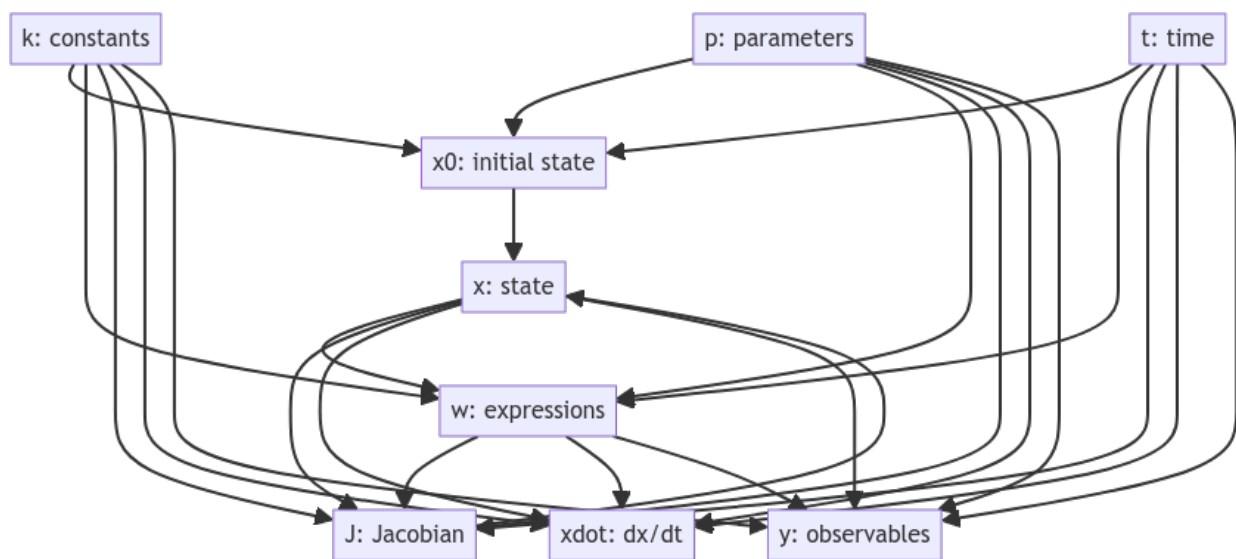 k: constants
p: parameters
t: time
x0: initial state
x: state
w: expressions
J: Jacobian
xdot: dx/dt
y: observables